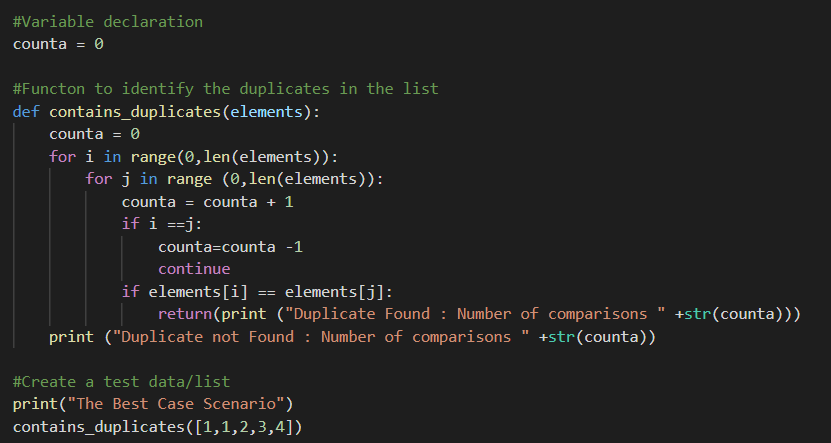 #Variable declaration
counta = 0
#Functon to identify the duplicates in the list
def contains_duplicates(elements):
    counta = 0
    for i in range(0,len(elements)):
        for j in range (0,len(elements)):
            counta = counta + 1
            if i ==j:
                counta=counta -1
                continue
            if elements[i] == elements[j]:
                return(print ("Duplicate Found : Number of comparisons " +str(counta)))
    print ("Duplicate not Found : Number of comparisons " +str(counta))
#Create a test data/list
print("The Best Case Scenario")
contains_duplicates([1,1,2,3,4])